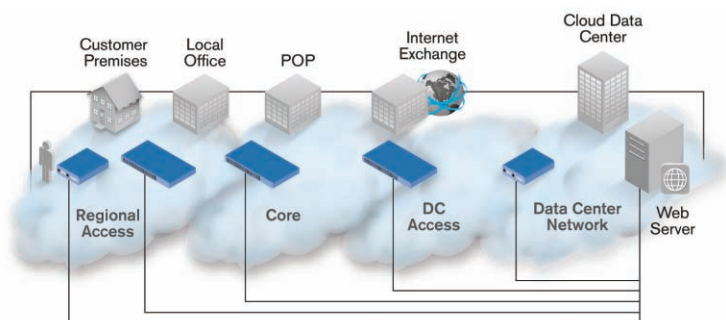 Customer
Premises
Local
Office
POP
Internet
Exchange
Cloud Data
Center
Regional
Access
Core
DC
Access
Data Center
Network
Web
Server